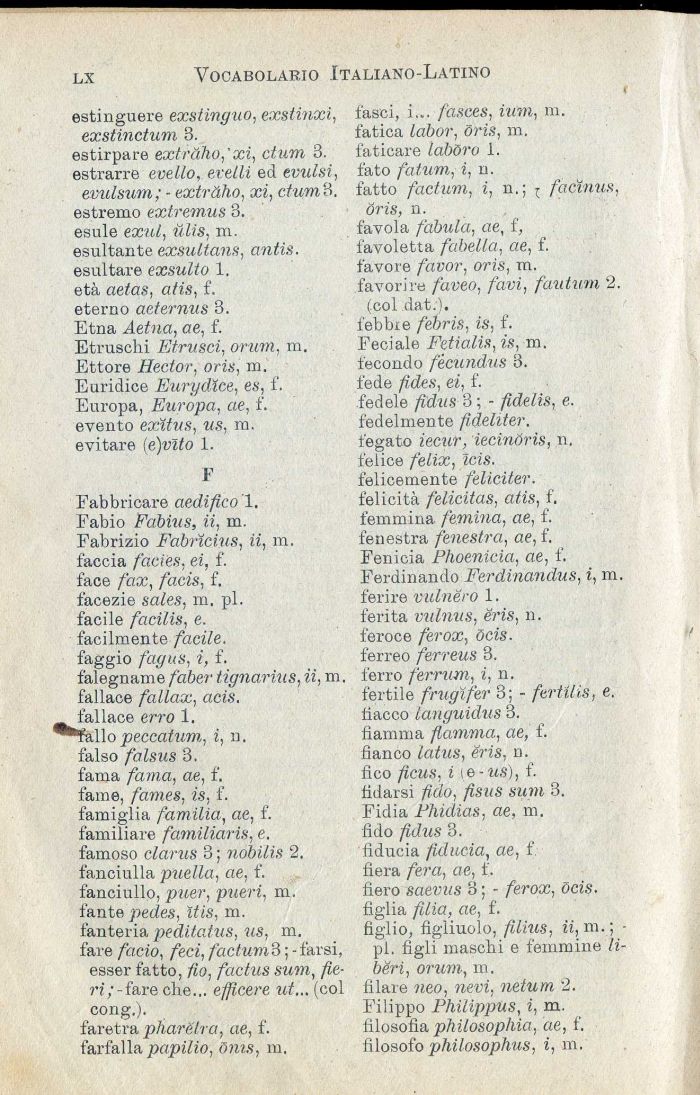 LX
VOCABOLARIO ITALIANO-LATINO
estinguere exstinguo, exstinxi,
exstinctum 3.
estirpare extrăho, xi, ctum 3.
estrarre evello, evelli ed evulsi,
evulsum; - extrăho, xi, ctum 3.
estremo extremus 3.
esule exul, ŭlis, m.
esultante exsultans, antis.
esultare exsulto 1.
età aetas, atis, f.
eterno aeternus 3.
Etna Aetna, ae, f.
Etruschi Etrusci, orum, m.
Ettore Hector, oris, m.
Euridice Eurydĭce, es, f.
Europa, Europa, ae, f.
evento exĭtus, us, m.
evitare (e)vīto 1.
F
Fabbricare aedifico 1.
Fabio Fabius, ii, m.
Fabrizio Fabrĭcius, ii, m.
faccia facies, ei, f.
face fax, facis, f.
facezie sales, m. pl.
facile facilis, e.
facilmente facile.
faggio fagus, i, f.
falegname faber tignarius, ii, m.
fallace fallax, acis.
fallace erro 1.
fallo peccatum, i, n.
falso falsus 3.
fama fama, ae, f.
fame, fames, is, f.
famiglia familia, ae, f.
familiare familiaris, e.
famoso clarus 3; nobilis 2.
fanciulla puella, ae, f.
fanciullo, puer, pueri, m.
fante pedes, ĭtis, m.
fanteria peditatus, us, m.
fare facio, feci, factum 3; - farsi,
esser fatto, fio, factus sum, fie-
ri; - fare che... efficere ut... (col
cong.).
faretra pharĕtra, ae, f.
farfalla papilio, ōnis, m.
fasci, i... fasces, ium, m.
fatica labor, ōris, m.
faticare labōro 1.
fato fatum, i, n.
fatto factum, i, n.; - facĭnus,
ŏris, n.
favola fabula, ae, f,
favoletta fabella, ae, f.
favore favor, oris, m.
favorire faveo, favi, fautum 2.
(col dat.).
febbre febris, is, f.
Feciale Fetialis, is, m.
fecondo fecundus 3.
fede fides, ei, f.
fedele fidus 3; - fidelis, e.
fedelmente fideliter.
fegato iecur, iecinŏris, n.
felice felix, īcis.
felicemente feliciter.
felicità felicitas, atis, f.
femmina femina, ae, f.
fenestra fenestra, ae, f.
Fenicia Phoenicia, ae, f.
Ferdinando Ferdinandus, i, m.
ferire vulnĕro 1.
ferita vulnus, ĕris, n.
feroce ferox, ōcis.
ferreo ferreus 3.
ferro ferrum, i, n.
fertile frugĭfer 3; - fertilis, e.
fiacco languidus 3.
fiamma flamma, ae, f.
fianco latus, ĕris, n.
fico ficus, i (e - us), f.
fidarsi fido, fisus sum 3.
Fidia Phidias, ae, m.
fido fidus 3.
fiducia fiducia, ae, f.
fiera fera, ae, f.
fiero saevus 3; - ferox, ōcis.
figlia filia, ae, f.
figlio, figliuolo, filius, ii, m.; -
pl. figli maschi e femmine li-
bĕri, orum, m.
filare neo, nevi, netum 2.
Filippo Philippus, i, m.
filosofia philosophia, ae, f.
filosofo philosophus, i, m.